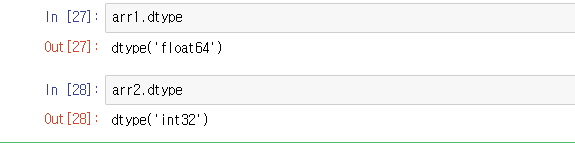 In [27]: arr1.dtype
Out[27]: dtype('float64')
In [28]: arr2.dtype
Out[28]: dtype('int32')